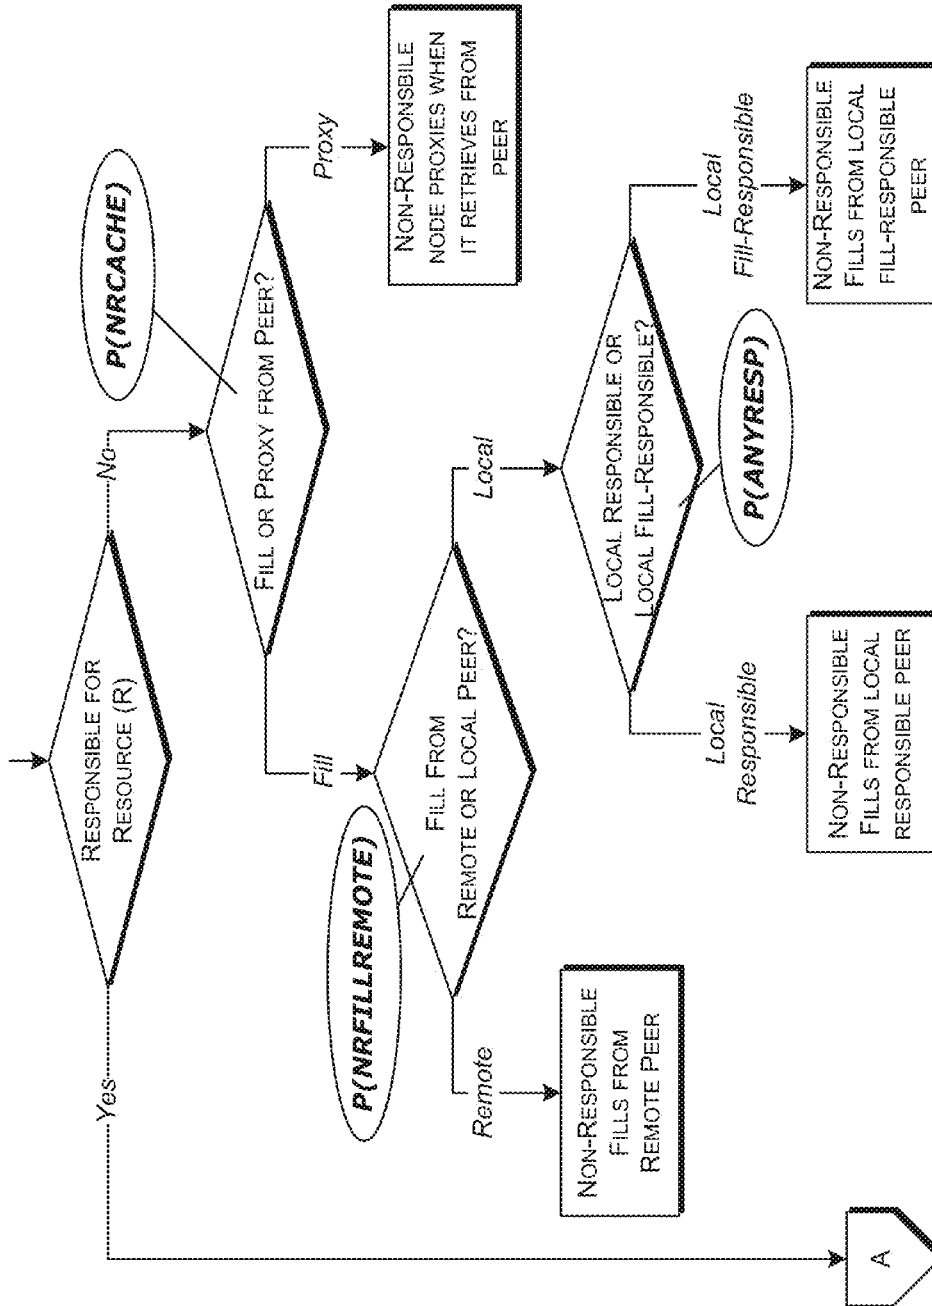 RESPONSIBLE FOR
RESOURCE (R)
Yes
No
P(NRCACHE)
FILL OR PROXY FROM PEER?
Fill
Proxy
NON-RESPONSBILE
NODE PROXIES WHEN
IT RETRIEVES FROM
PEER
P(NRFILLREMOTE)
FILL FROM
REMOTE OR LOCAL PEER?
Remote
Local
NON-RESPONSIBLE
FILLS FROM
REMOTE PEER
LOCAL RESPONSIBLE OR
LOCAL FILL-RESPONSIBLE?
P(ANYRESP)
Local
Responsible
Local
Fill-Responsible
NON-RESPONSIBLE
FILLS FROM LOCAL
RESPONSIBLE PEER
NON-RESPONSIBLE
FILLS FROM LOCAL
FILL-RESPONSIBLE
PEER
A